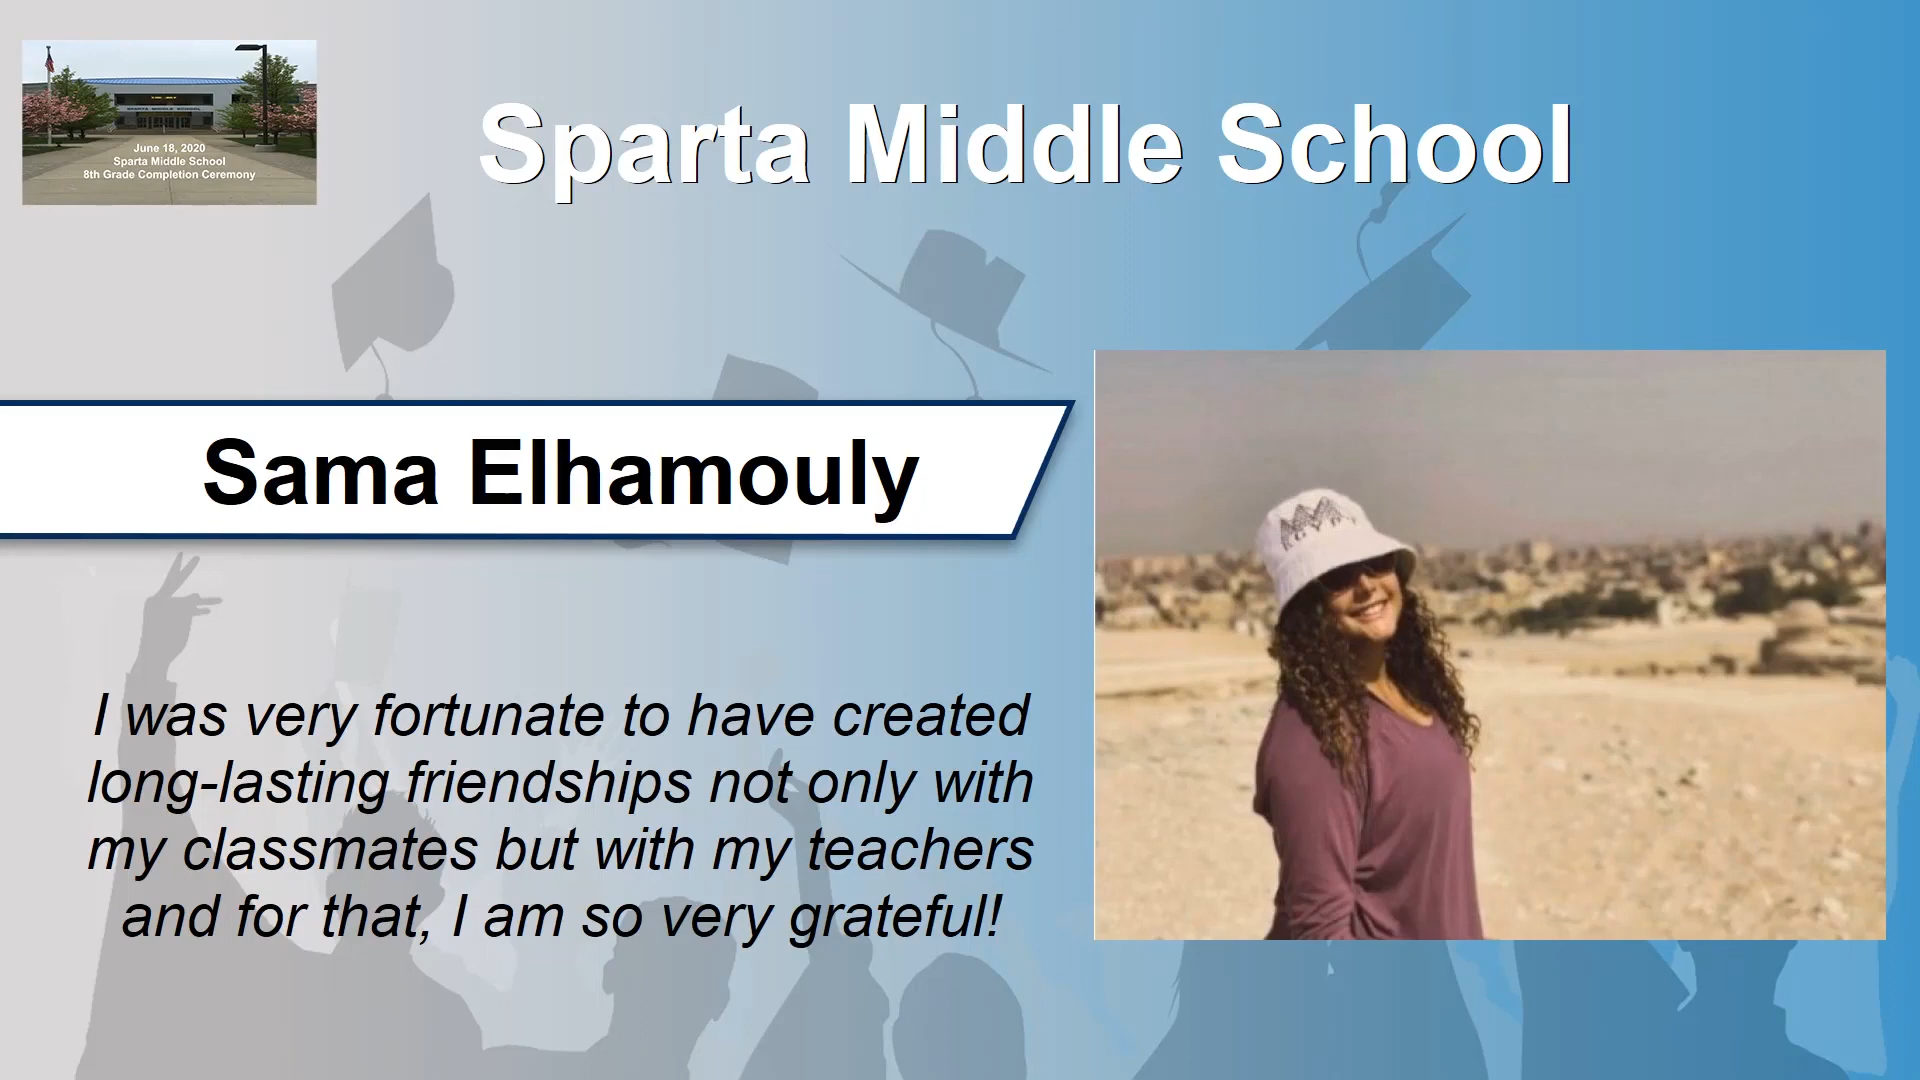 June 18, 2020
Sparta Middle School
8th Grade Completion Ceremony
Sparta Middle School
Sama Elhamouly
I was very fortunate to have created
long-lasting friendships not only with
my classmates but with my teachers
and for that, I am so very grateful!